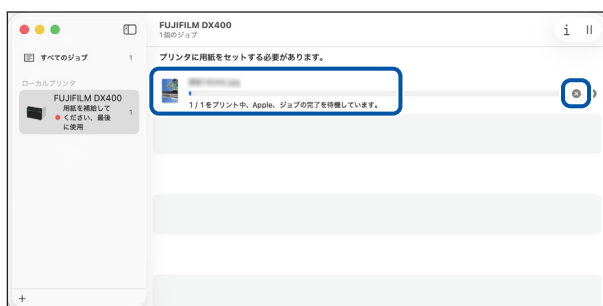 FUJIFILM DX400
1個のジョブ
すべてのジョブ 1
プリンタに用紙をセットする必要があります。
ローカルプリンタ
FUJIFILM DX400
用紙を補給して
ください、最後
に使用
1
1 / 1 をプリント中、Apple、ジョブの完了を待機しています。
+